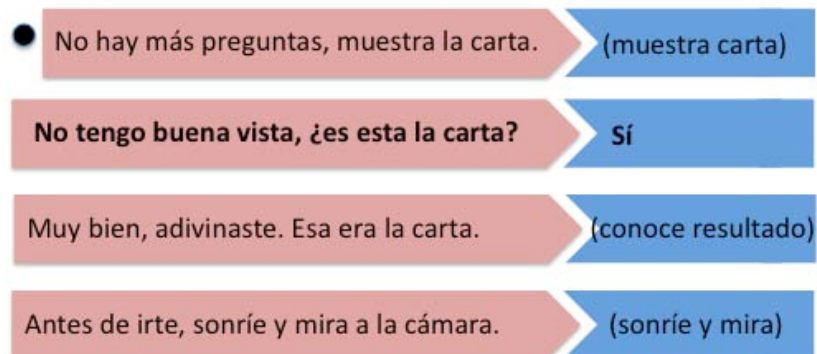 No hay más preguntas, muestra la carta. (muestra carta)
No tengo buena vista, ¿es esta la carta? Sí
Muy bien, adivinaste. Esa era la carta. (conoce resultado)
Antes de irte, sonríe y mira a la cámara. (sonríe y mira)